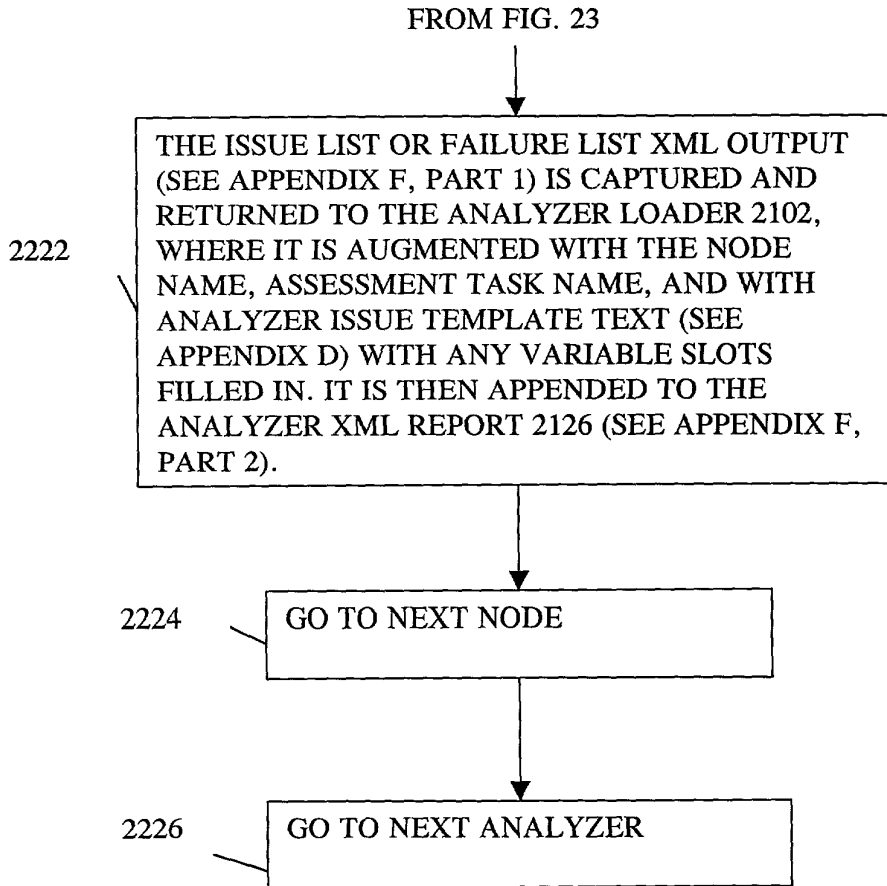 FROM FIG. 23
THE ISSUE LIST OR FAILURE LIST XML OUTPUT
(SEE APPENDIX F, PART 1) IS CAPTURED AND
RETURNED TO THE ANALYZER LOADER 2102,
WHERE IT IS AUGMENTED WITH THE NODE
NAME, ASSESSMENT TASK NAME, AND WITH
ANALYZER ISSUE TEMPLATE TEXT (SEE
APPENDIX D) WITH ANY VARIABLE SLOTS
FILLED IN. IT IS THEN APPENDED TO THE
ANALYZER XML REPORT 2126 (SEE APPENDIX F,
PART 2).
2222
2224
GO TO NEXT NODE
2226
GO TO NEXT ANALYZER